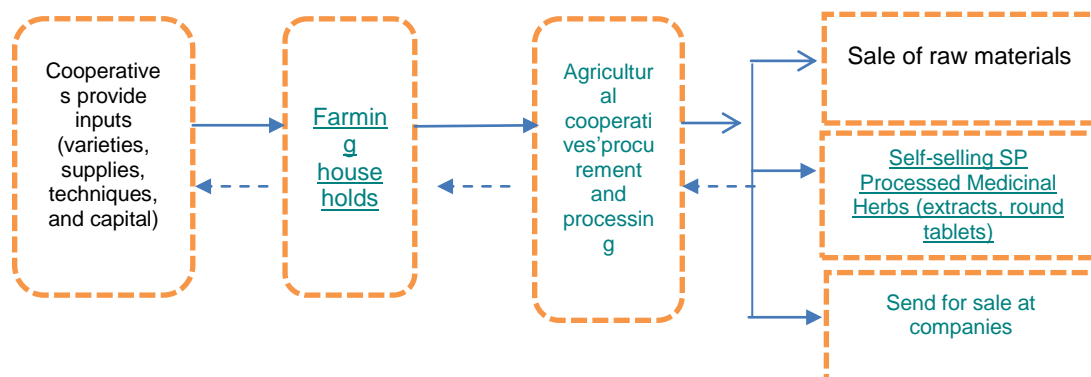 Cooperative
s provide
inputs
(varieties,
supplies,
techniques,
and capital)
Farmin
g
house
holds
Agricultur
al
cooperati
ves'procu
rement
and
processin
g
Sale of raw materials
Self-selling SP
Processed Medicinal
Herbs (extracts, round
tablets)
Send for sale at
companies